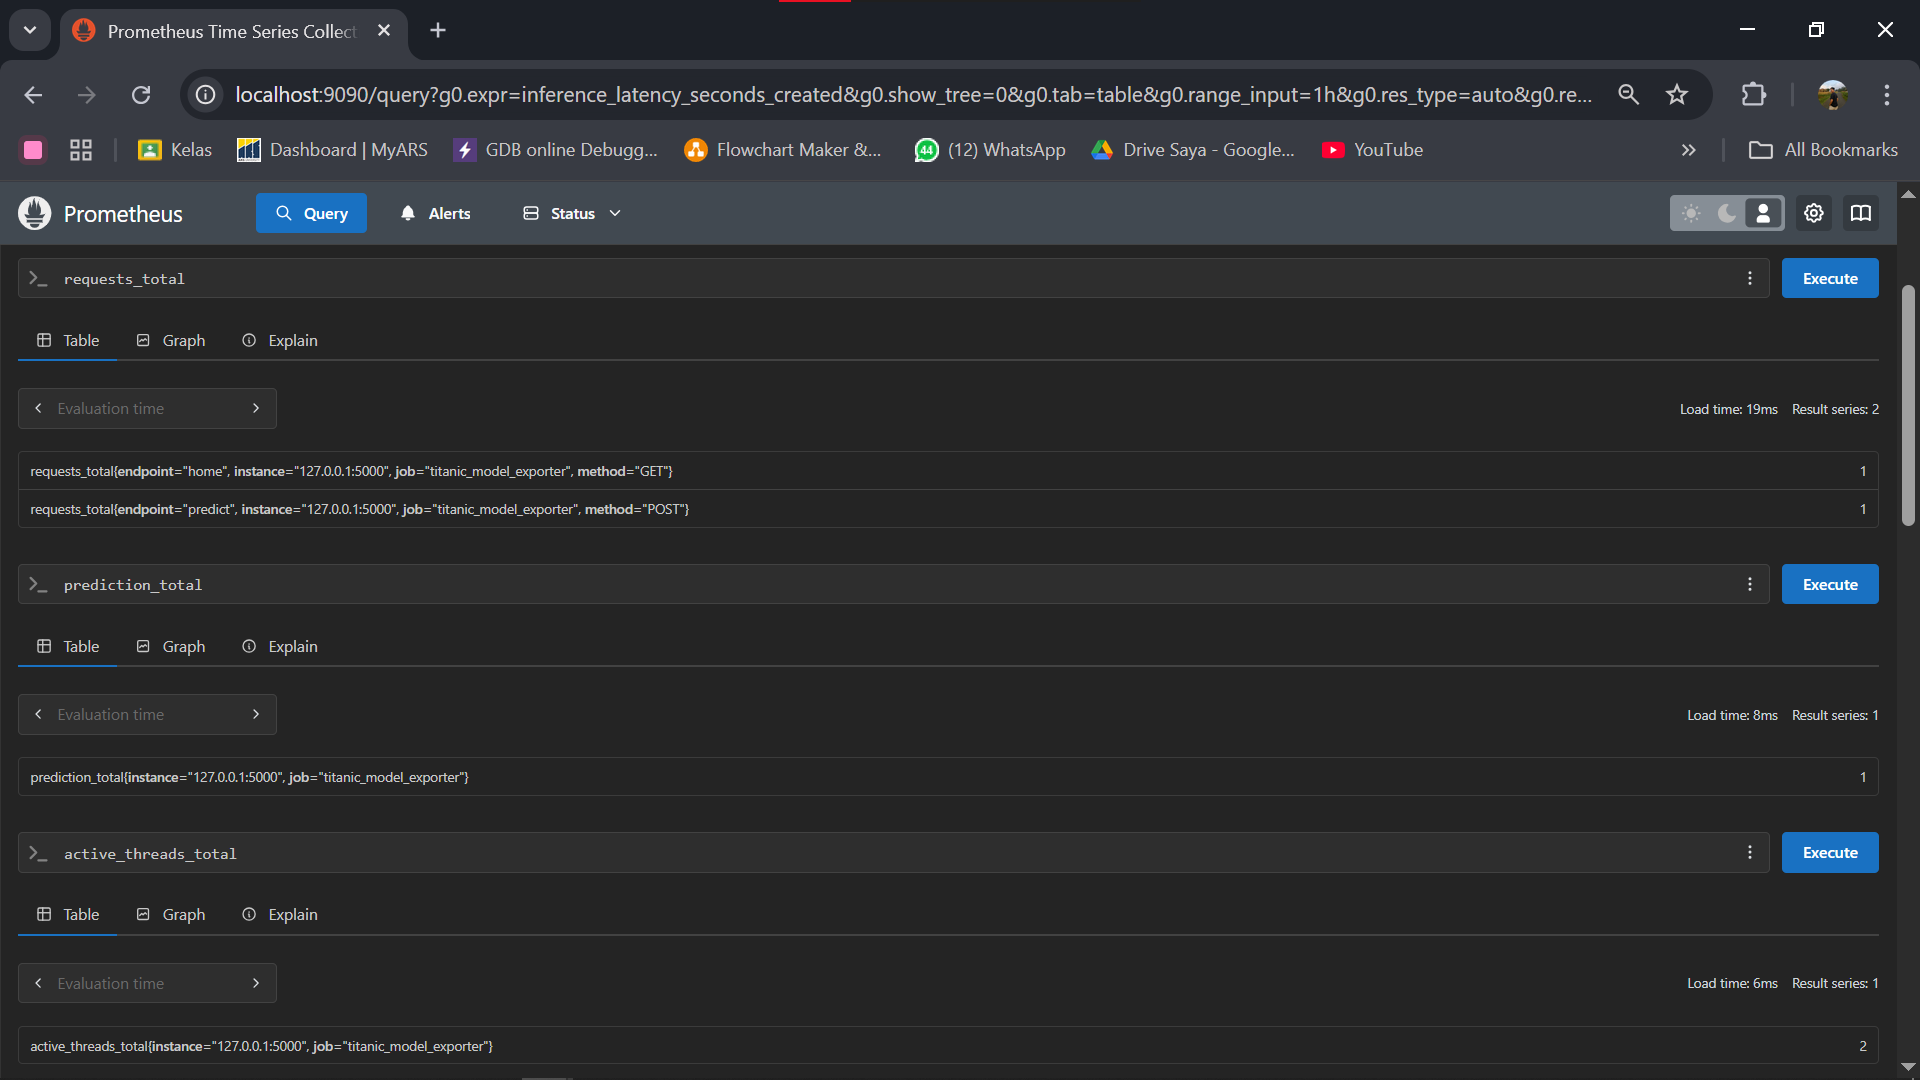 Prometheus Time Series Collect
localhost:9090/query?g0.expr=inference_latency_seconds_created&g0.show_tree=0&g0.tab=table&g0.range_input=1h&g0.res_type=auto&g0.re...
Kelas
Dashboard | MyARS
GDB online Debugg...
Flowchart Maker &...
44
(12) WhatsApp
Drive Saya - Google...
YouTube
All Bookmarks
Prometheus
Query
Alerts
Status
requests_total
Execute
Table
Graph
Explain
Evaluation time
Load time: 19ms Result series: 2
requests_total{endpoint="home", instance="127.0.0.1:5000", job="titanic_model_exporter", method="GET"} 1
requests_total{endpoint="predict", instance="127.0.0.1:5000", job="titanic_model_exporter", method="POST"} 1
prediction_total
Execute
Table
Graph
Explain
Evaluation time
Load time: 8ms Result series: 1
prediction_total{instance="127.0.0.1:5000", job="titanic_model_exporter"} 1
active_threads_total
Execute
Table
Graph
Explain
Evaluation time
Load time: 6ms Result series: 1
active_threads_total{instance="127.0.0.1:5000", job="titanic_model_exporter"} 2